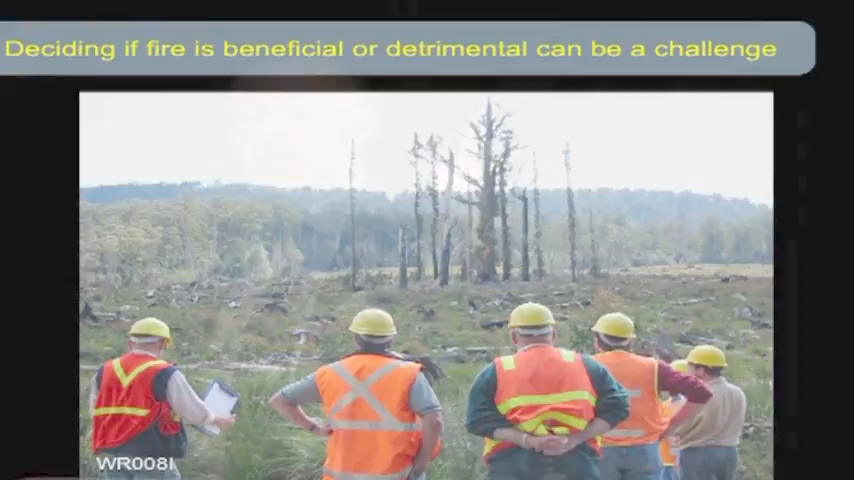 Deciding if fire is beneficial or detrimental can be a challenge
WR008I